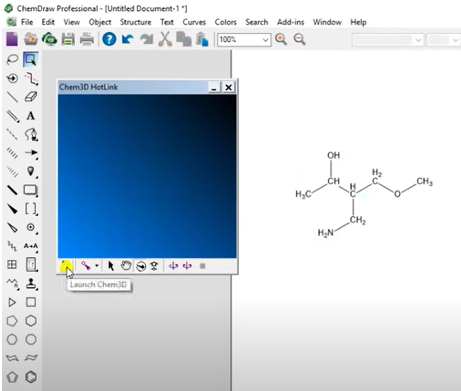 ChemDraw Professional - [Untitled Document-1 *]
File Edit View Object Structure Text Curves Colors Search Add-ins Window Help
100%
Chem3D HotLink
A
A→A
Launch Chem3D
OH
H₂
CH
H
CH₃
H₃C
C
C
O
CH₂
H₂N